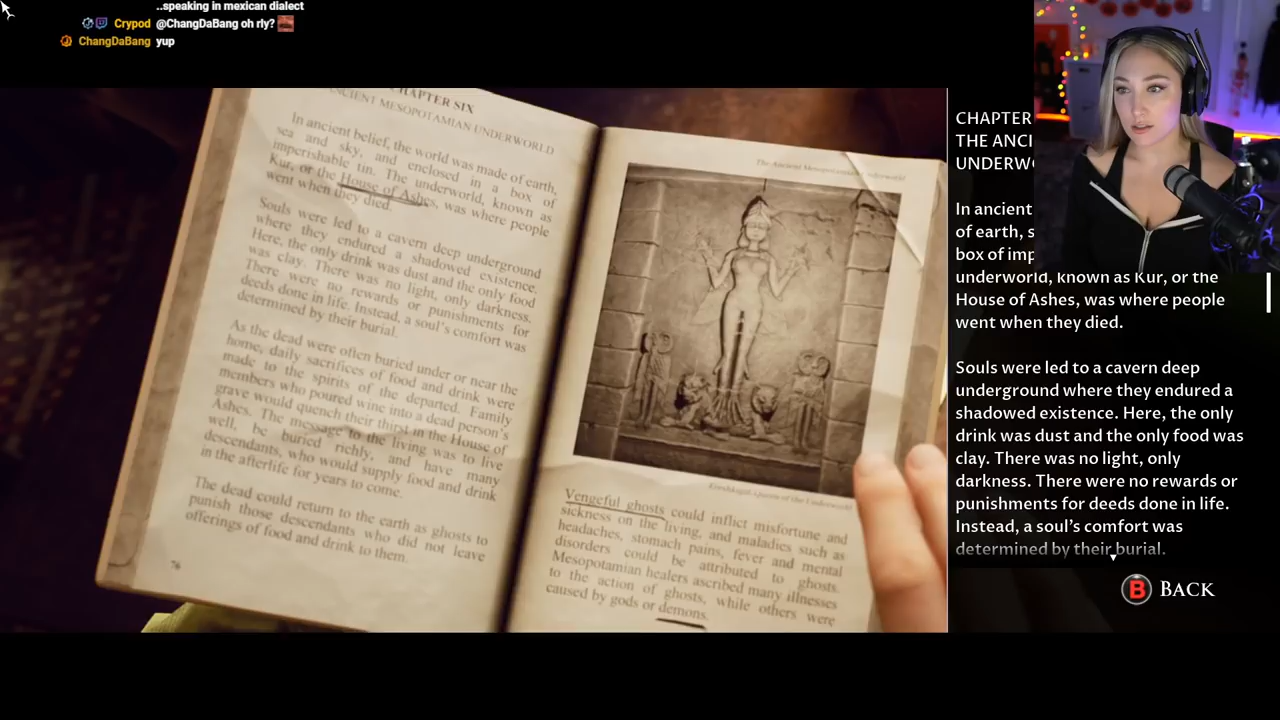 ..speaking in mexican dialect
Crypod @ChangDaBang oh rly?
ChangDaBang yup
CHAPTER SIX
ANCIENT MESOPOTAMIAN UNDERWORLD
In ancient belief, the world was made of earth,
sea and sky, and enclosed in a box of
imperishable tin. The underworld, known as
Kur, or the House of Ashes, was where people
went when they died.
Souls were led to a cavern deep underground
where they endured a shadowed existence.
Here, the only drink was dust and the only food
was clay. There was no light, only darkness.
There were no rewards or punishments for
deeds done in life. Instead, a soul's comfort was
determined by their burial.
As the dead were often buried under or near the
home, daily sacrifices of food and drink were
made to the spirits of the departed. Family
members who poured wine into a dead person's
grave would quench their thirst in the House of
Ashes. The message to the living was to live
well, be buried richly, and have many
descendants, who would supply food and drink
in the afterlife for years to come.
The dead could return to the earth as ghosts to
punish those descendants who did not leave
offerings of food and drink to them.
76
The Ancient Mesopotamian Underworld
Ereshkigal, Queen of the Underworld
Vengeful ghosts could inflict misfortune and
sickness on the living, and maladies such as
headaches, stomach pains, fever and mental
disorders could be attributed to ghosts.
Mesopotamian healers ascribed many illnesses
to the action of ghosts, while others were
caused by gods or demons.
CHAPTER
THE ANCI
UNDERWO
In ancient
of earth, s
box of imp
underworld, known as Kur, or the
House of Ashes, was where people
went when they died.
Souls were led to a cavern deep
underground where they endured a
shadowed existence. Here, the only
drink was dust and the only food was
clay. There was no light, only
darkness. There were no rewards or
punishments for deeds done in life.
Instead, a soul's comfort was
determined by their burial.
B BACK